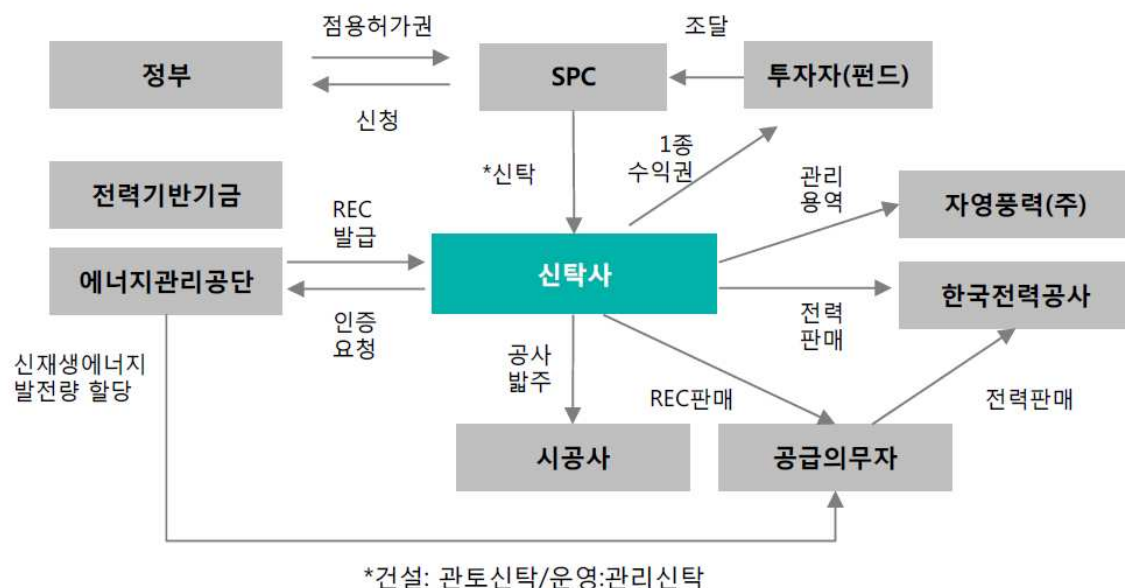 점용허가권
조달
정부
SPC
투자자(펀드)
신청
1종
수익권
*신탁
관리
용역
전력기반기금
자영풍력(주)
REC
발급
에너지관리공단
신탁사
한국전력공사
인증
요청
전력
판매
신재생에너지
발전량 할당
공사
밟주
REC판매
전력판매
시공사
공급의무자
*건설: 관토신탁/운영:관리신탁